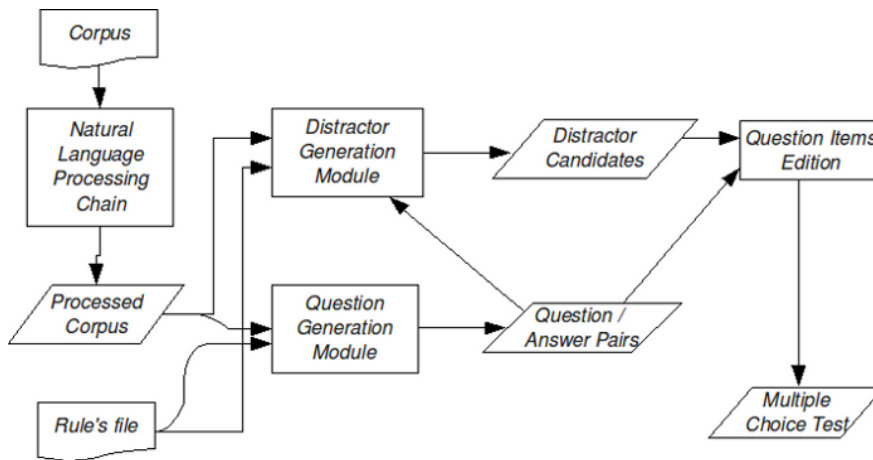 Corpus
Natural
Language
Processing
Chain
Distractor
Generation
Module
Distractor
Candidates
Question Items
Edition
Processed
Corpus
Question
Generation
Module
Question /
Answer Pairs
Rule's file
Multiple
Choice Test